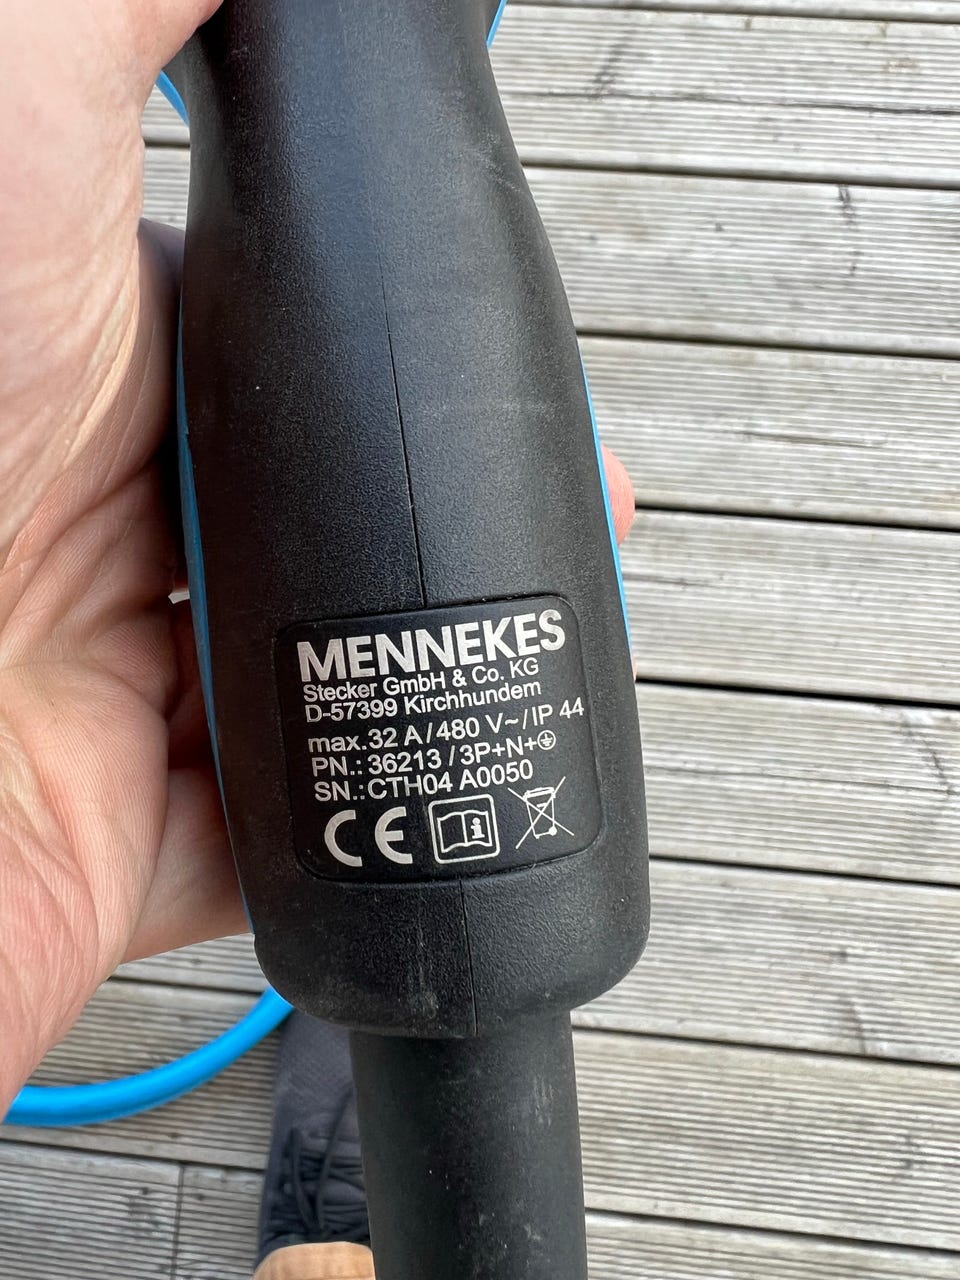 MENNEKES
Stecker GmbH & Co. KG
D-57399 Kirchhundem
max. 32 A / 480 V~ / IP 44
PN.: 36213 / 3P+N+⏚
SN.: CTH04 A0050
CE
i